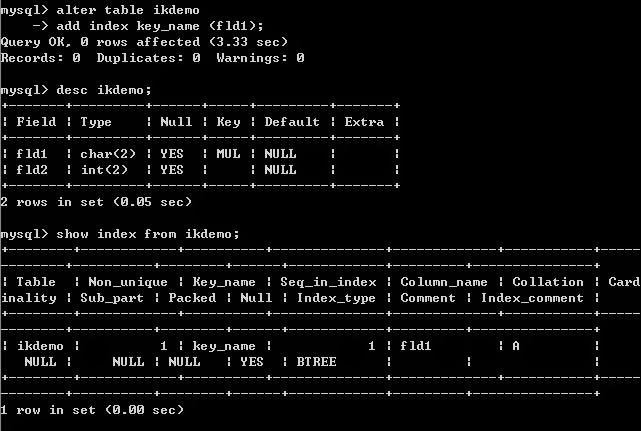 mysql> alter table ikdemo
    -> add index key_name (fld1);
Query OK, 0 rows affected (3.33 sec)
Records: 0  Duplicates: 0  Warnings: 0
mysql> desc ikdemo;
+-------+---------+------+-----+---------+-------+
| Field | Type    | Null | Key | Default | Extra |
+-------+---------+------+-----+---------+-------+
| fld1  | char(2) | YES  | MUL | NULL    |       |
| fld2  | int(2)  | YES  |     | NULL    |       |
+-------+---------+------+-----+---------+-------+
2 rows in set (0.05 sec)
mysql> show index from ikdemo;
+--------+------------+----------+--------------+-------------+-----------+-----
--------+----------+--------+------+------------+---------+---------------+
| Table  | Non_unique | Key_name | Seq_in_index | Column_name | Collation | Card
inality | Sub_part | Packed | Null | Index_type | Comment | Index_comment |
+--------+------------+----------+--------------+-------------+-----------+-----
--------+----------+--------+------+------------+---------+---------------+
| ikdemo |          1 | key_name |            1 | fld1        | A         |
   NULL |     NULL | NULL   | YES  | BTREE      |         |               |
+--------+------------+----------+--------------+-------------+-----------+-----
--------+----------+--------+------+------------+---------+---------------+
1 row in set (0.00 sec)